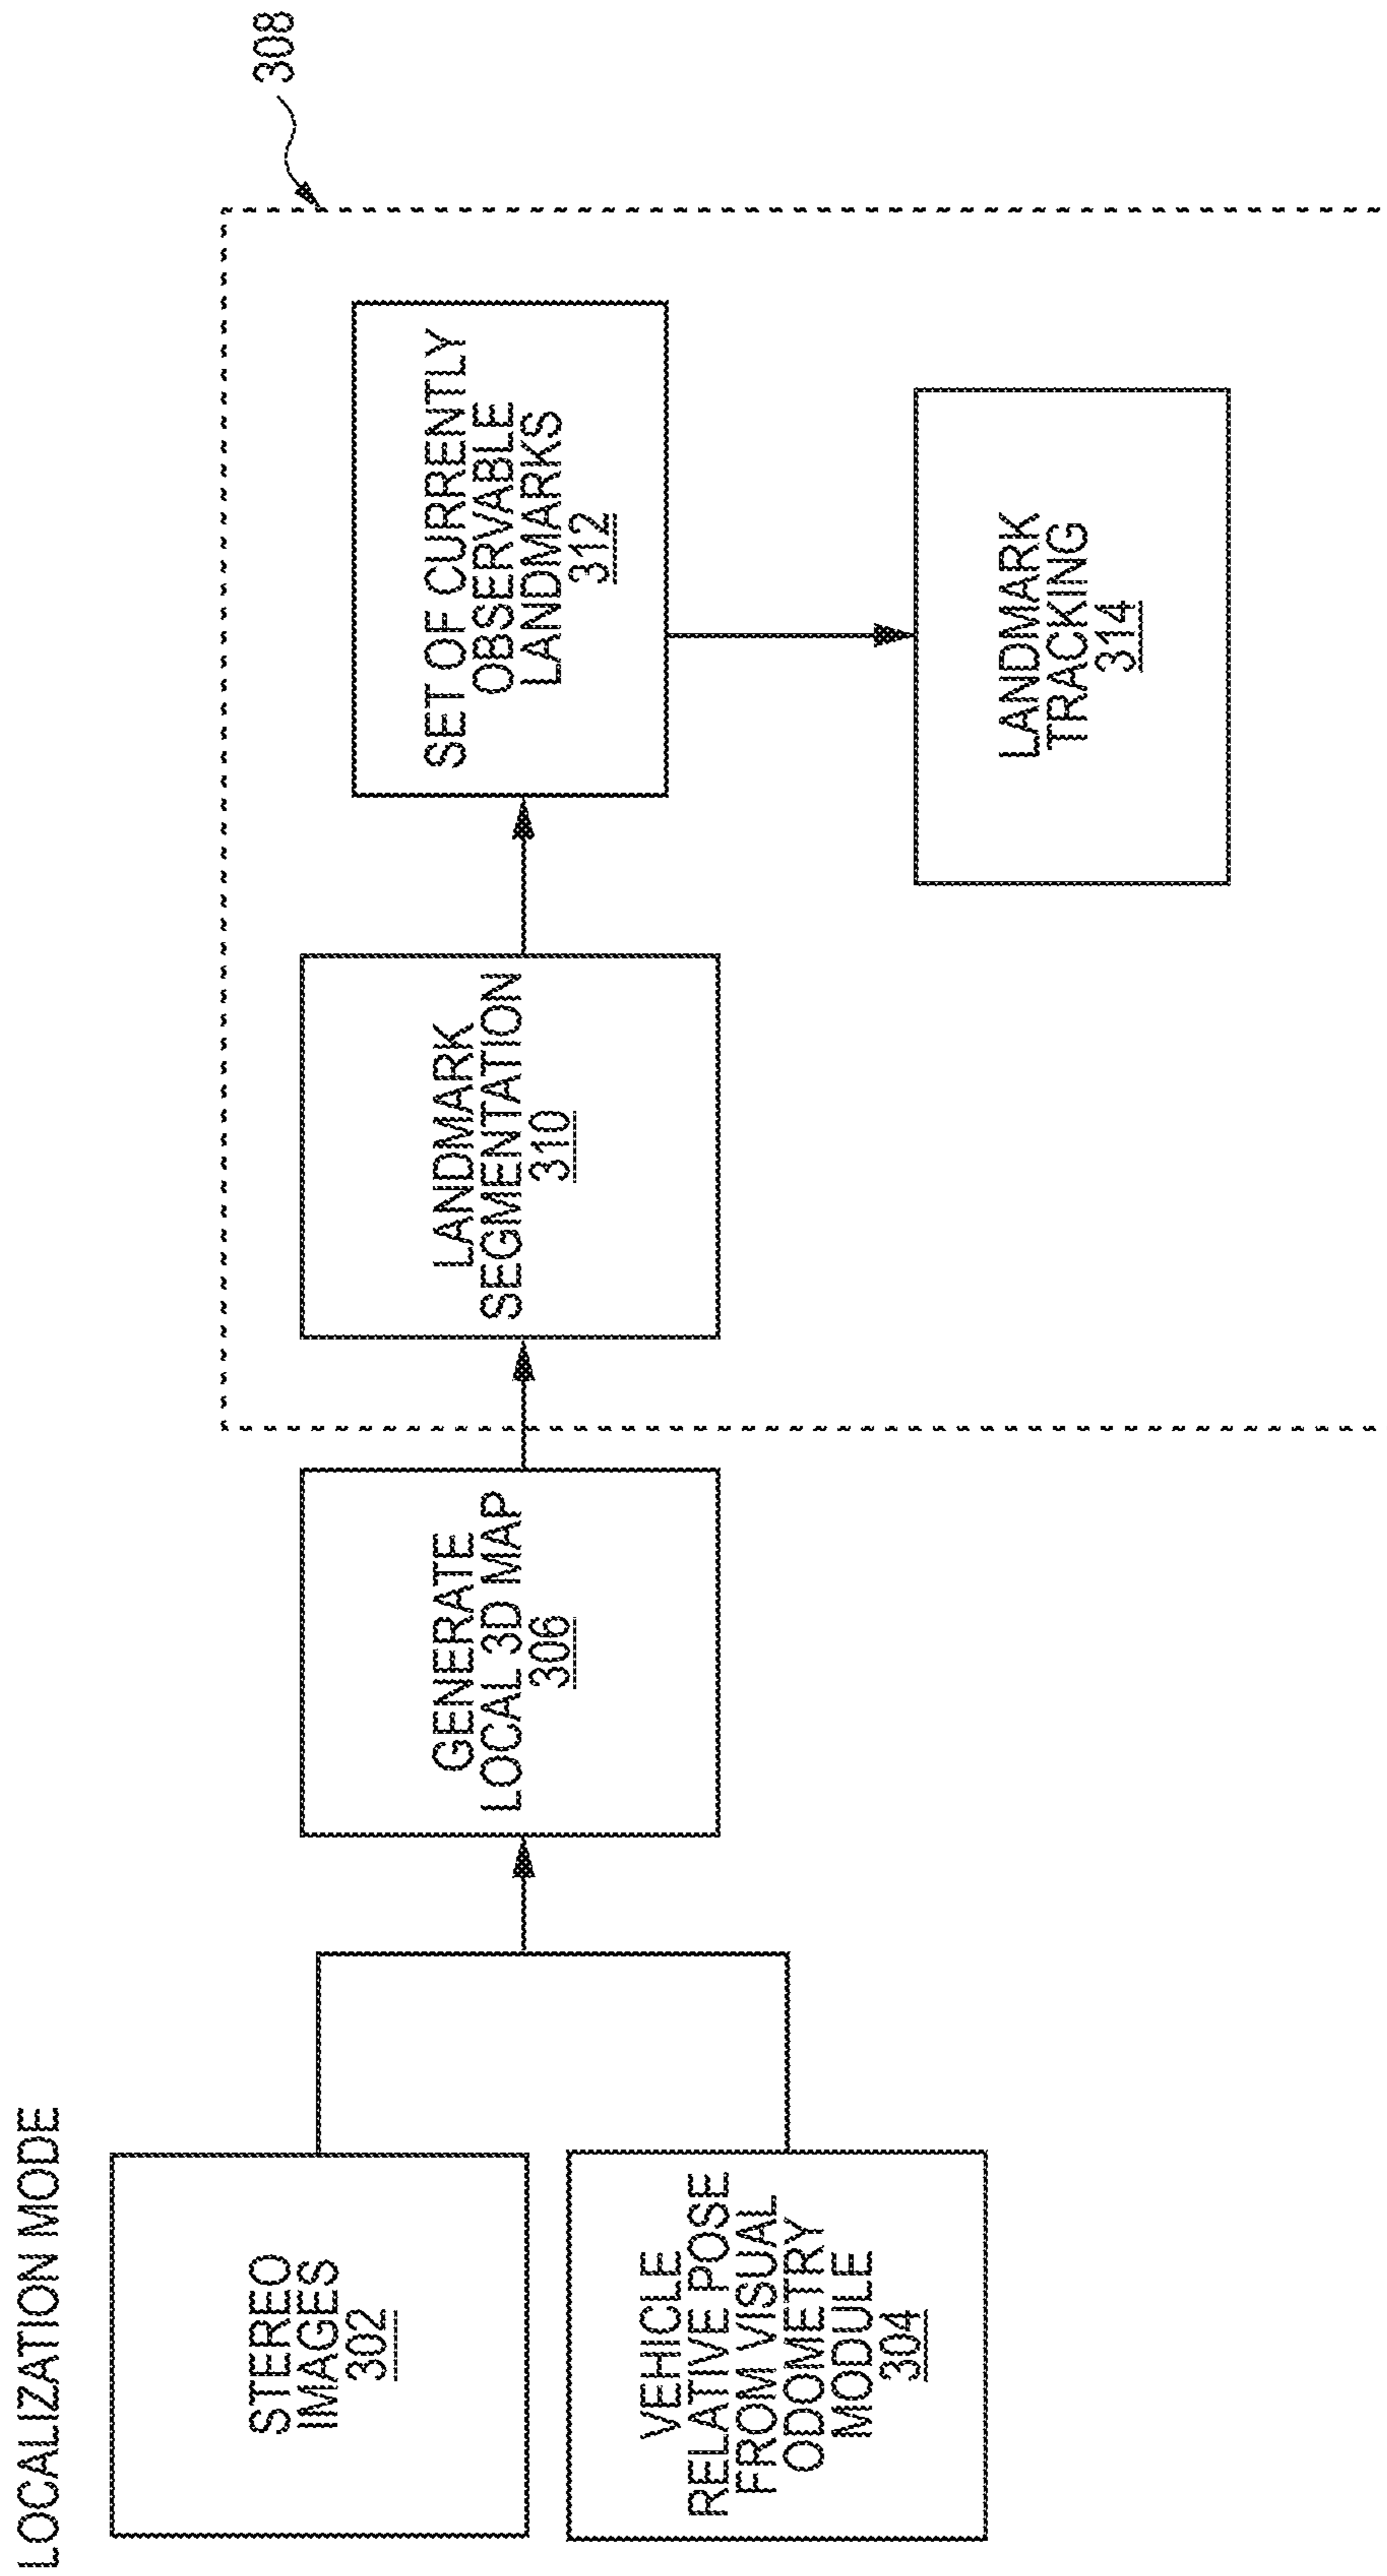 LOCALIZATION MODE
STEREO
IMAGES
302
VEHICLE
RELATIVE POSE
FROM VISUAL
ODOMETRY
MODULE
304
GENERATE
LOCAL 3D MAP
306
LANDMARK
SEGMENTATION
310
SET OF CURRENTLY
OBSERVABLE
LANDMARKS
312
LANDMARK
TRACKING
314
308